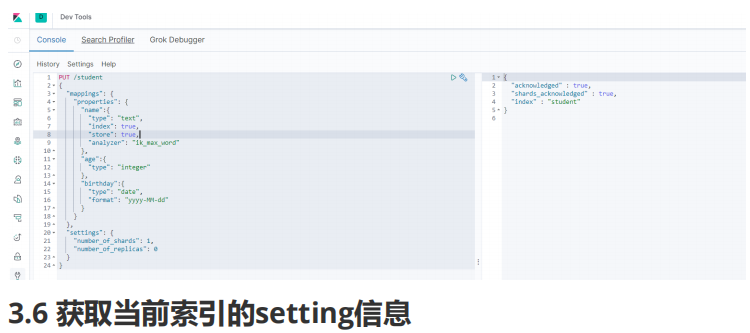 D Dev Tools
Console Search Profiler Grok Debugger
History Settings Help
1 PUT /student
2 {
3 "mappings": {
4 "properties": {
5 "name":{
6 "type": "text",
7 "index": true,
8 "store": true,
9 "analyzer": "ik_max_word"
10 },
11 "age":{
12 "type": "integer"
13 },
14 "birthday":{
15 "type": "date",
16 "format": "yyyy-MM-dd"
17 }
18 }
19 },
20 "settings": {
21 "number_of_shards": 1,
22 "number_of_replicas": 0
23 }
24 }
1 {
2 "acknowledged" : true,
3 "shards_acknowledged" : true,
4 "index" : "student"
5 }
6
3.6 获取当前索引的setting信息